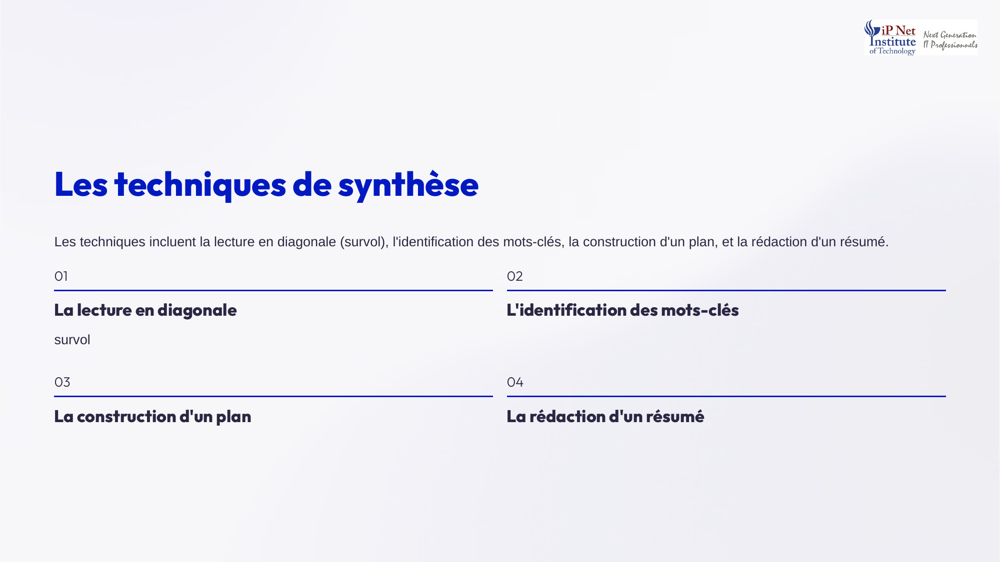 iP Net
Institute
of Technology
Next Generation
IT Professionnels
Les techniques de synthèse
Les techniques incluent la lecture en diagonale (survol), l'identification des mots-clés, la construction d'un plan, et la rédaction d'un résumé.
01
La lecture en diagonale
survol
02
L'identification des mots-clés
03
La construction d'un plan
04
La rédaction d'un résumé